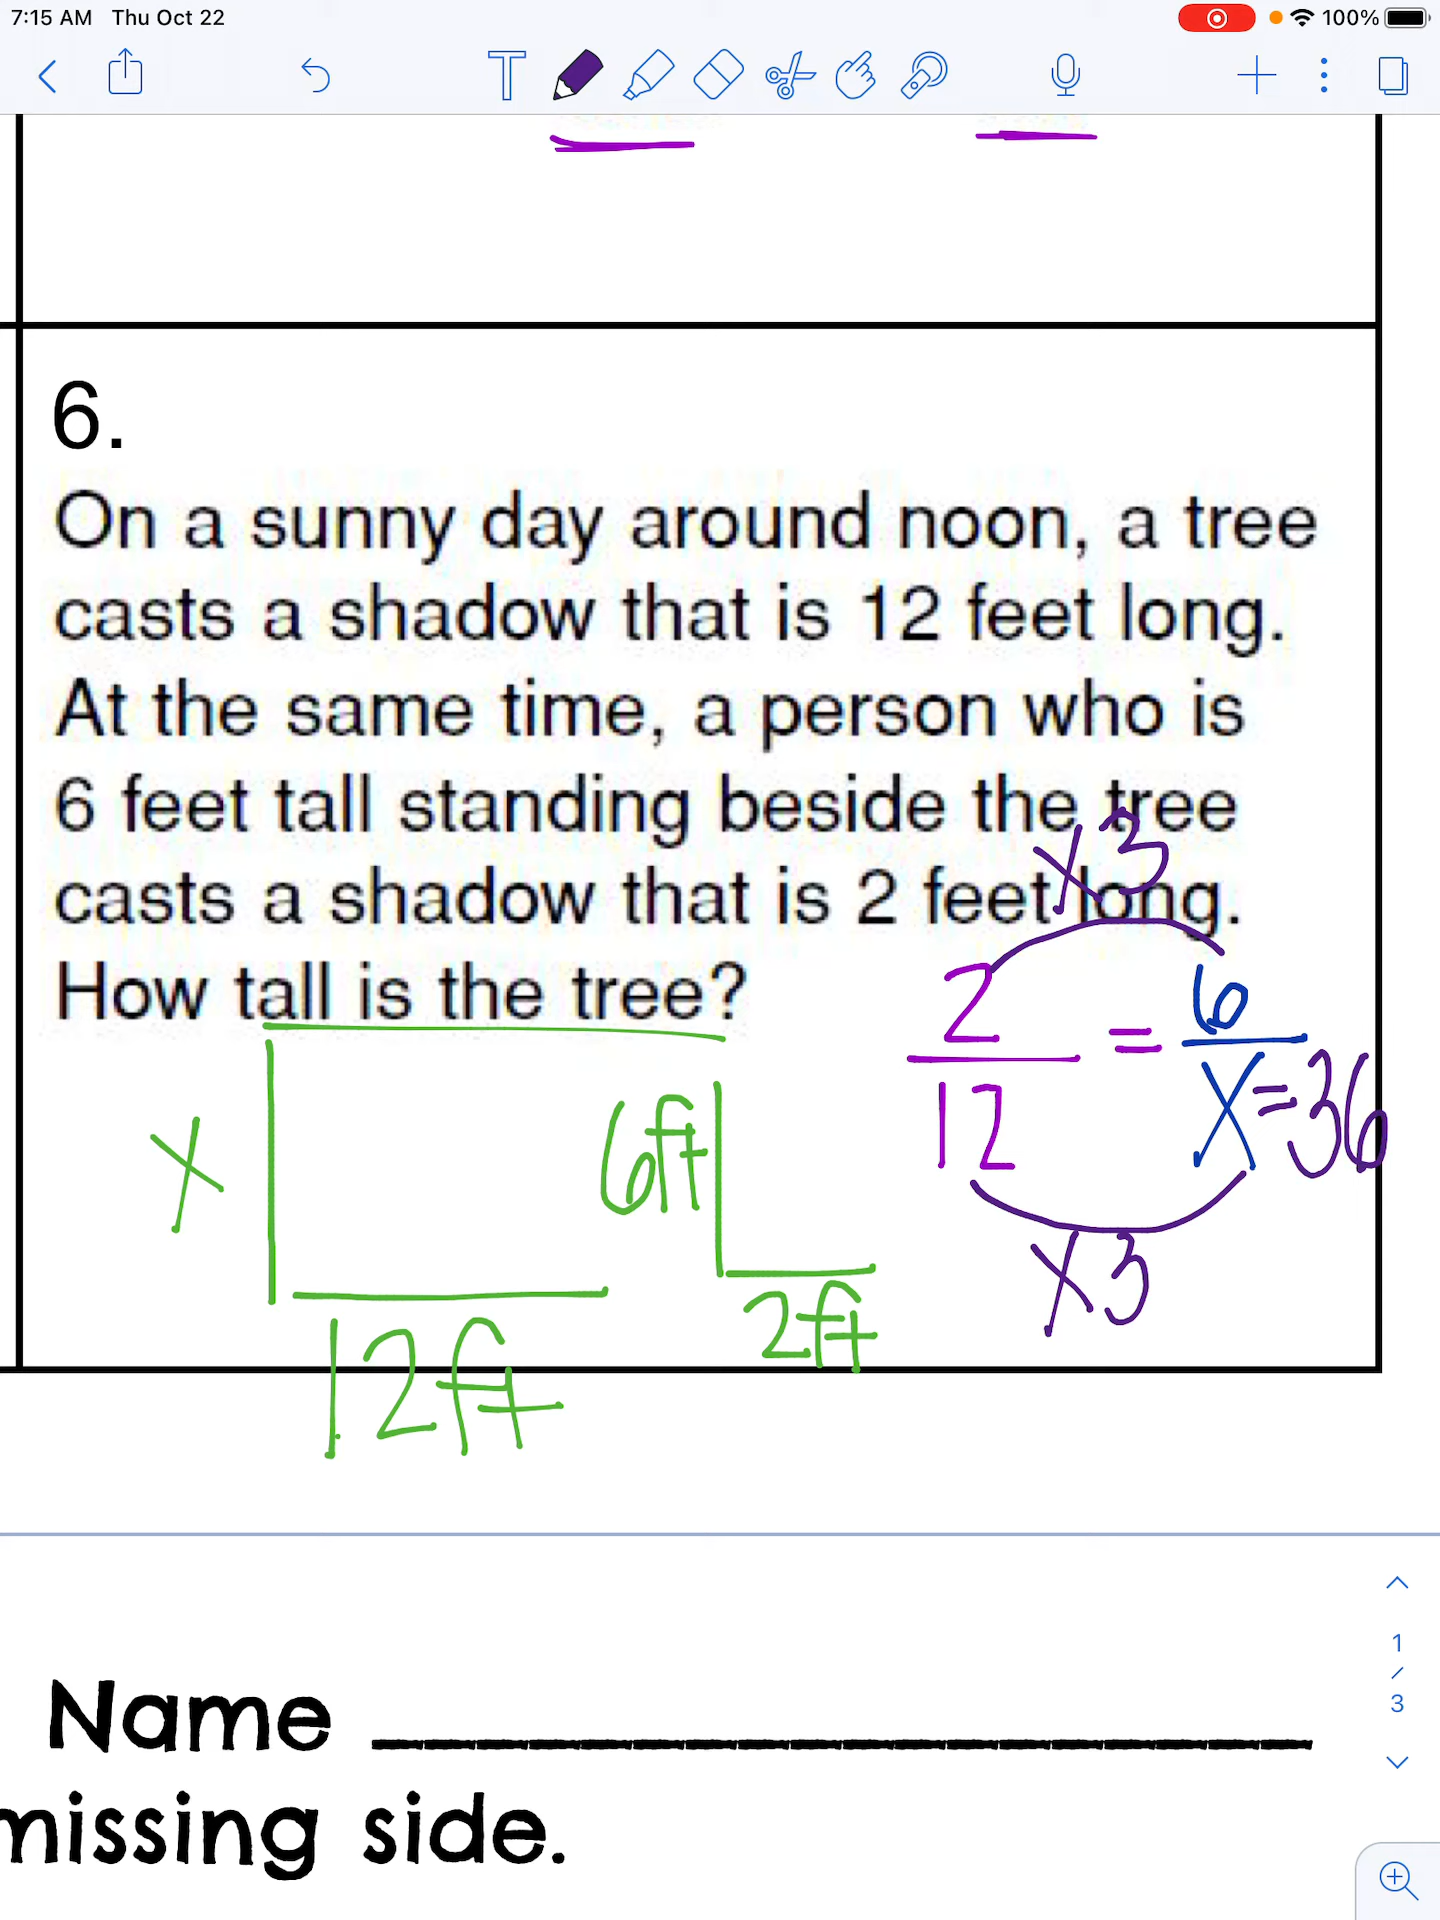 7:15 AM Thu Oct 22
100%
T
6.
On a sunny day around noon, a tree
casts a shadow that is 12 feet long.
At the same time, a person who is
6 feet tall standing beside the tree
casts a shadow that is 2 feet long.
How tall is the tree?
x3
2 = 6
12 x=36
x3
x
6ft
2ft
12ft
1
/
3
Name
missing side.